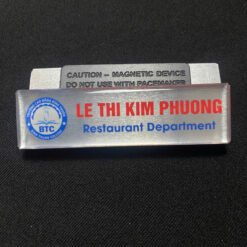 CAUTION – MAGNETIC DEVICE
DO NOT USE WITH PACEMAKER
BTC
LE THI KIM PHUONG
Restaurant Department